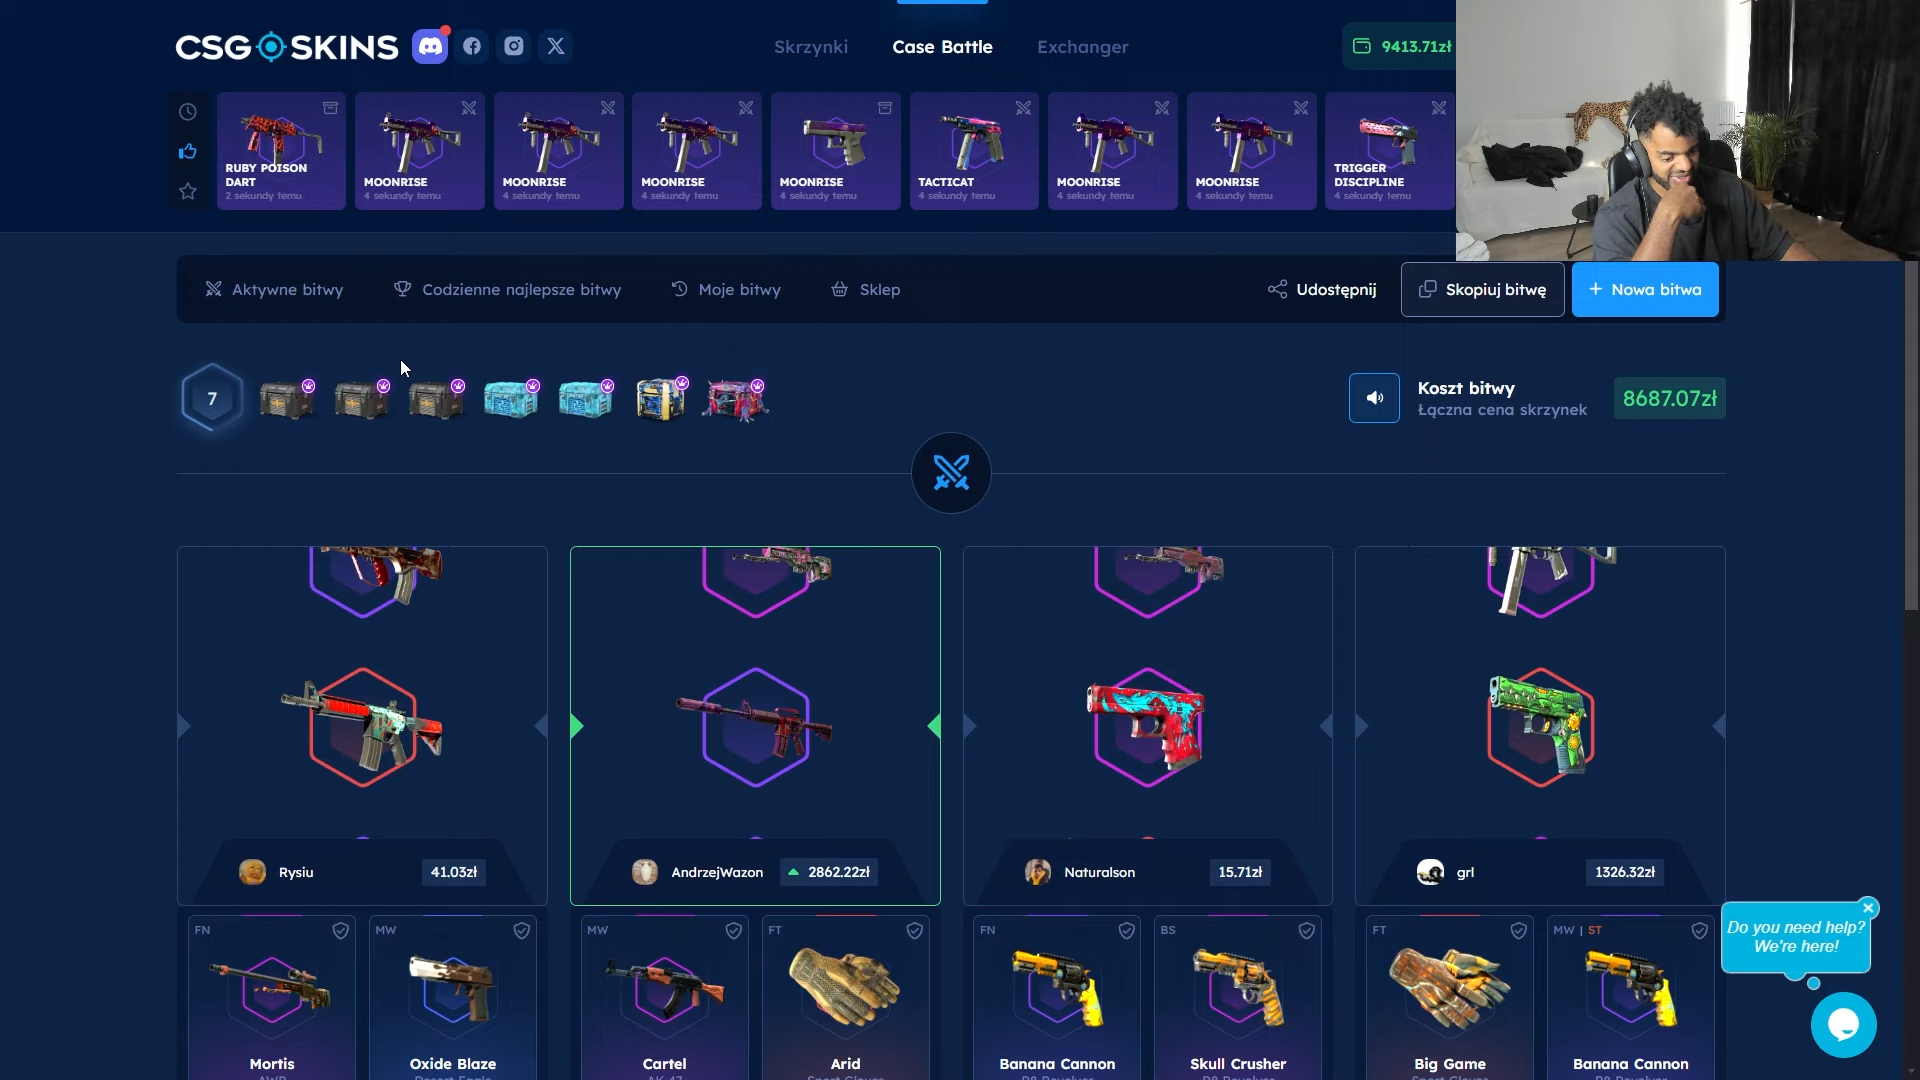 CSG SKINS
Skrzynki
Case Battle
Exchanger
9413.71zł
RUBY POISON
DART
2 sekundy temu
MOONRISE
4 sekundy temu
MOONRISE
4 sekundy temu
MOONRISE
4 sekundy temu
MOONRISE
4 sekundy temu
TACTICAT
4 sekundy temu
MOONRISE
4 sekundy temu
MOONRISE
4 sekundy temu
TRIGGER
DISCIPLINE
4 sekundy temu
Aktywne bitwy
Codzienne najlepsze bitwy
Moje bitwy
Sklep
Udostępnij
Skopiuj bitwę
+ Nowa bitwa
7
Koszt bitwy
Łączna cena skrzynek
8687.07zł
Rysiu
41.03zł
AndrzejWazon
2862.22zł
Naturalson
15.71zł
grl
1326.32zł
FN
Mortis
MW
Oxide Blaze
MW
Cartel
FT
Arid
FN
Banana Cannon
BS
Skull Crusher
FT
Big Game
MW | ST
Banana Cannon
Do you need help?
We're here!